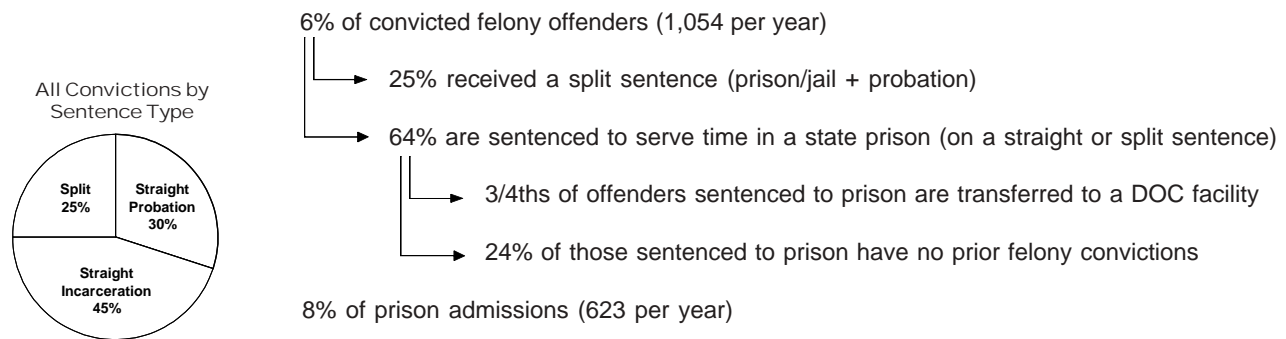 6% of convicted felony offenders (1,054 per year)
25% received a split sentence (prison/jail + probation)
64% are sentenced to serve time in a state prison (on a straight or split sentence)
3/4ths of offenders sentenced to prison are transferred to a DOC facility
24% of those sentenced to prison have no prior felony convictions
8% of prison admissions (623 per year)
All Convictions by
Sentence Type
Split
25%
Straight
Probation
30%
Straight
Incarceration
45%